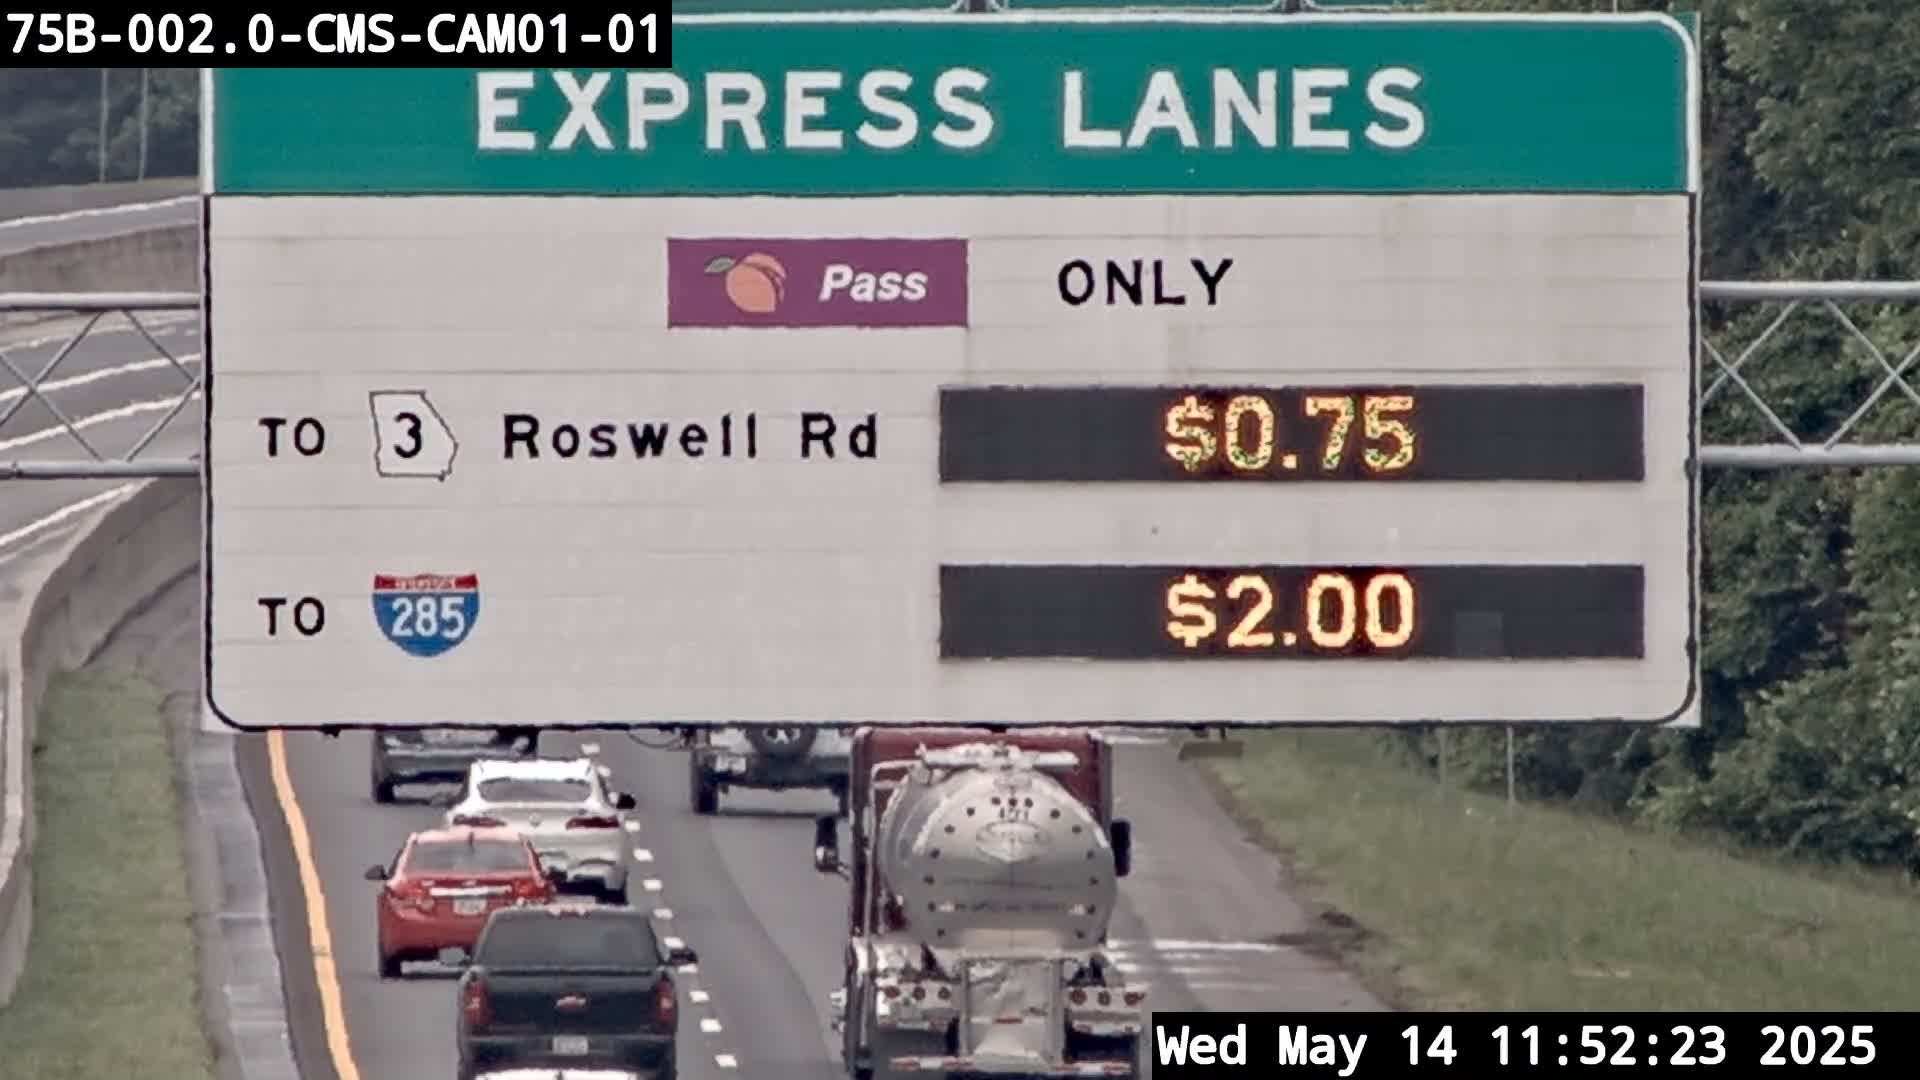 75B-002.0-CMS-CAM01-01
EXPRESS LANES
Pass ONLY
TO 3 Roswell Rd $0.75
TO 285 $2.00
Wed May 14 11:52:23 2025